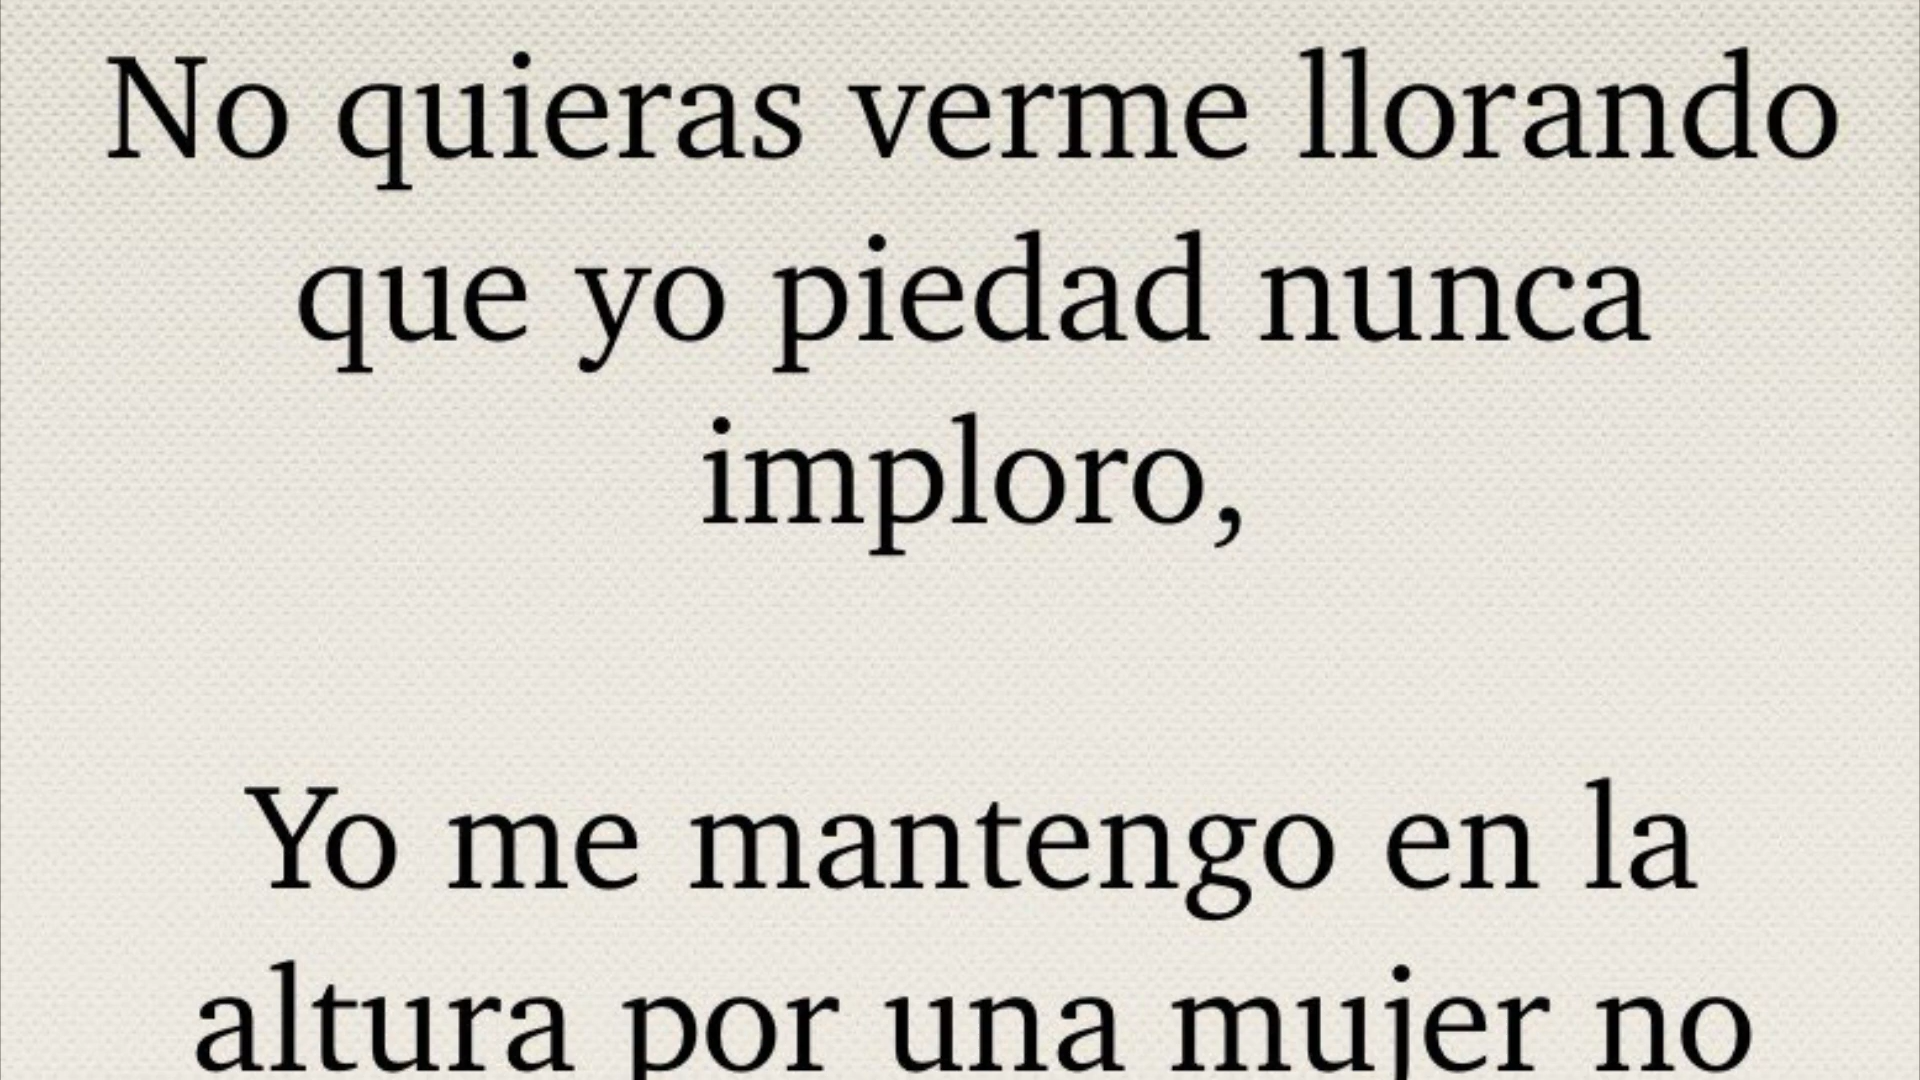 No quieras verme llorando
que yo piedad nunca
imploro,
Yo me mantengo en la
altura por una mujer no